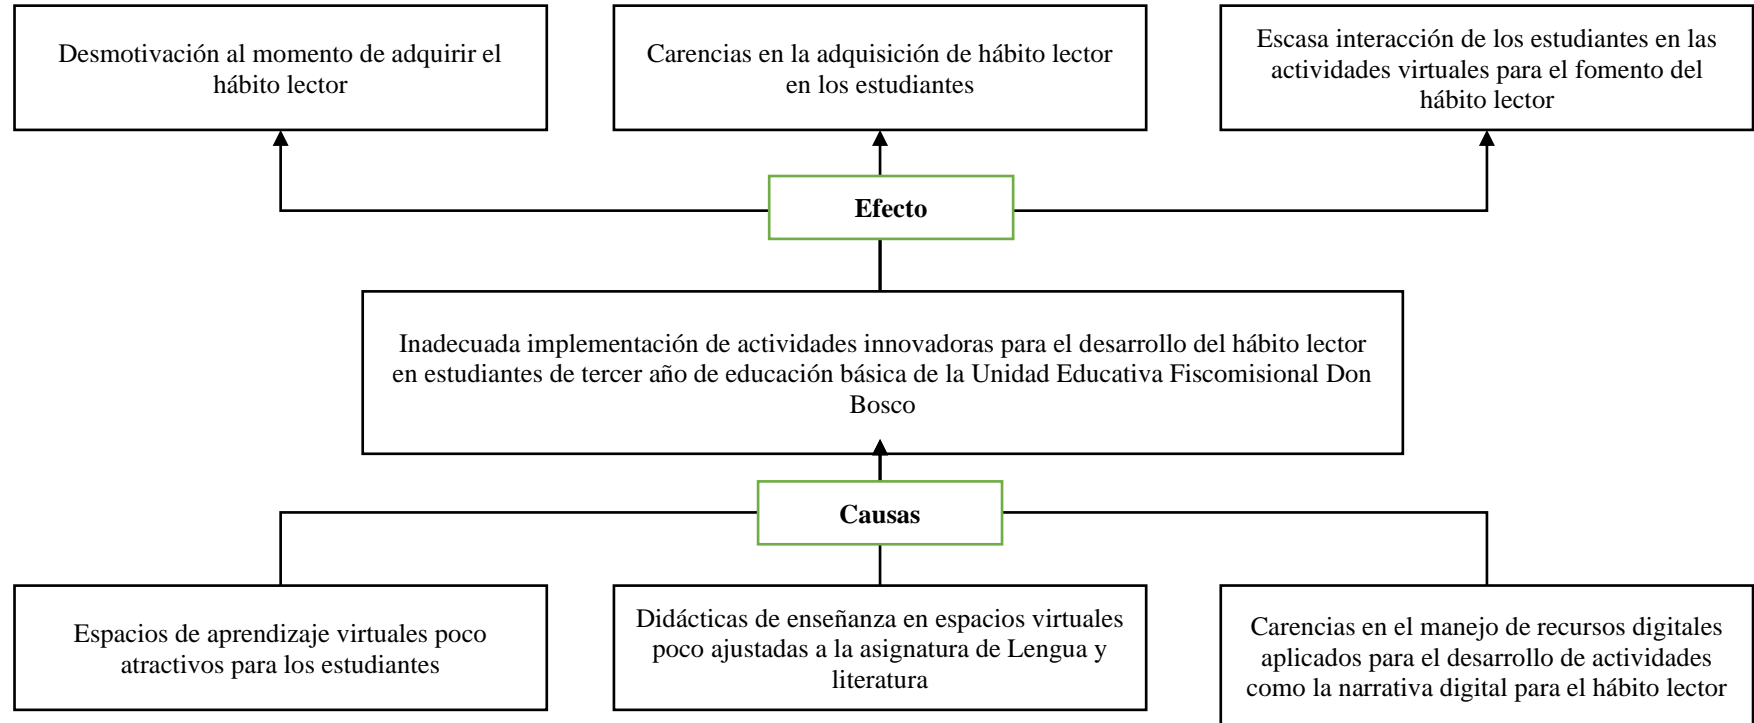 Desmotivación al momento de adquirir el
hábito lector
Carencias en la adquisición de hábito lector
en los estudiantes
Escasa interacción de los estudiantes en las
actividades virtuales para el fomento del
hábito lector
Efecto
Inadecuada implementación de actividades innovadoras para el desarrollo del hábito lector
en estudiantes de tercer año de educación básica de la Unidad Educativa Fiscomisional Don
Bosco
Causas
Espacios de aprendizaje virtuales poco
atractivos para los estudiantes
Didácticas de enseñanza en espacios virtuales
poco ajustadas a la asignatura de Lengua y
literatura
Carencias en el manejo de recursos digitales
aplicados para el desarrollo de actividades
como la narrativa digital para el hábito lector